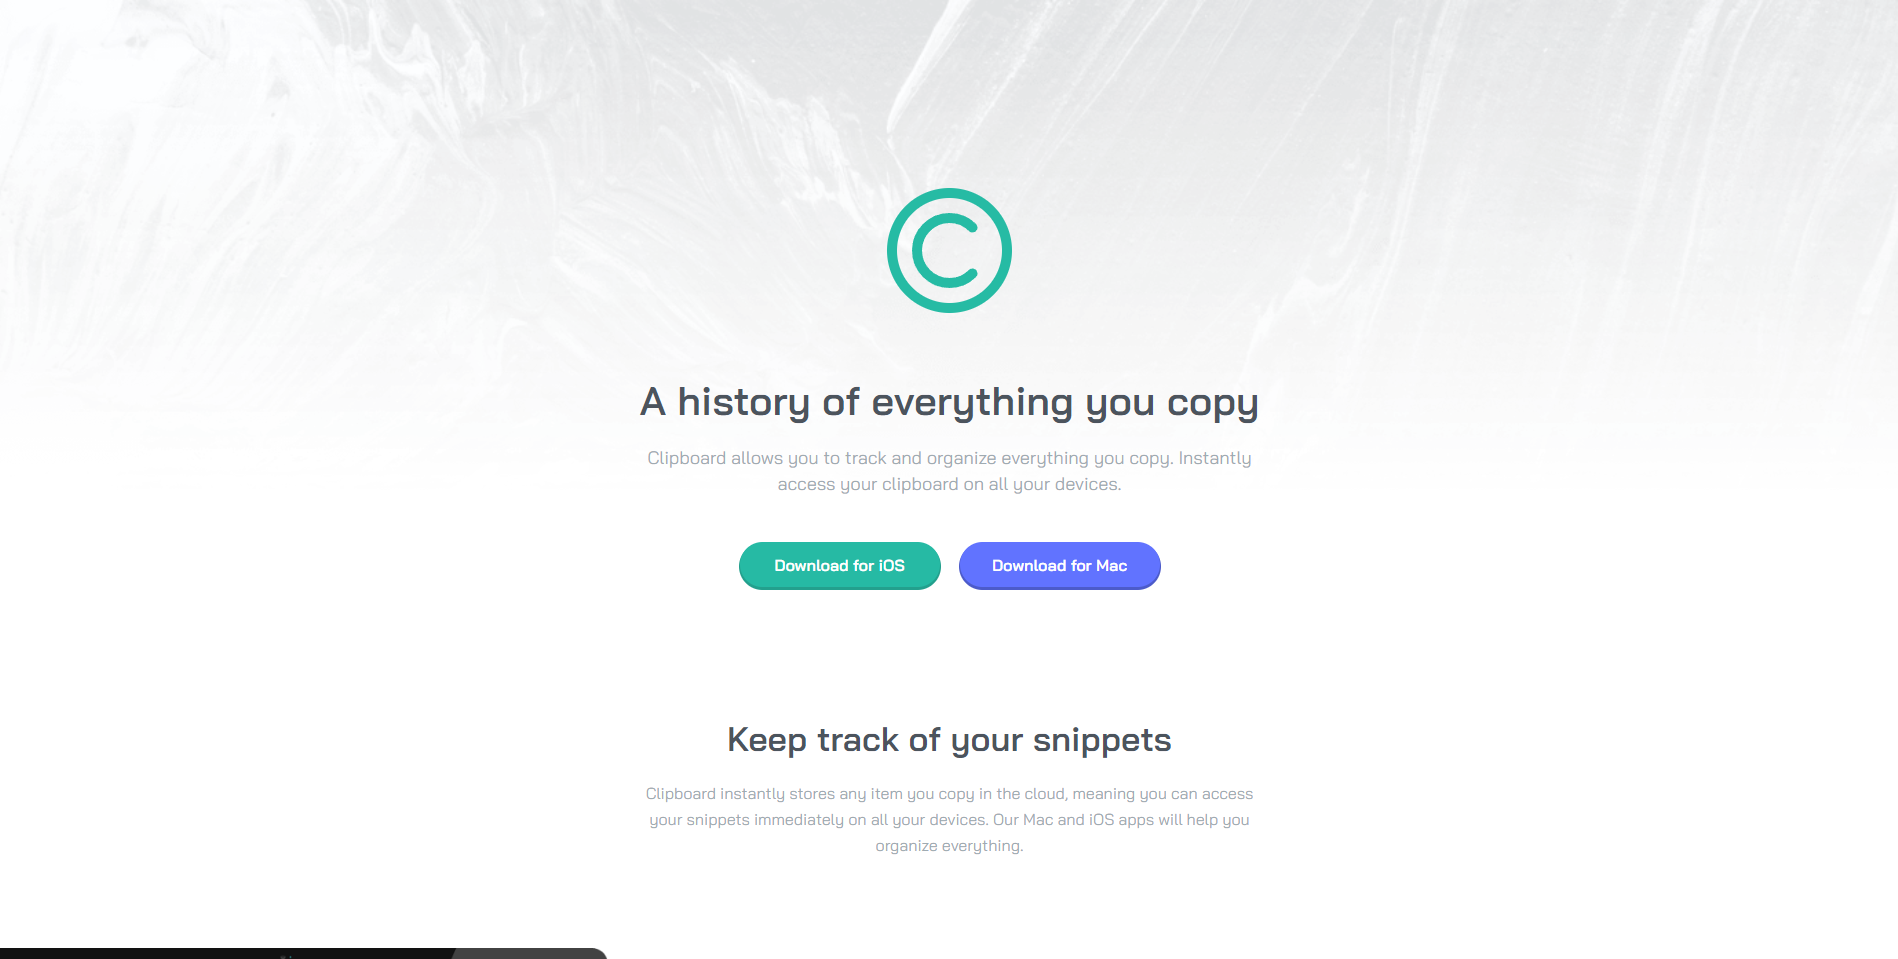 ©
A history of everything you copy
Clipboard allows you to track and organize everything you copy. Instantly
access your clipboard on all your devices.
Download for iOS
Download for Mac
Keep track of your snippets
Clipboard instantly stores any item you copy in the cloud, meaning you can access
your snippets immediately on all your devices. Our Mac and iOS apps will help you
organize everything.